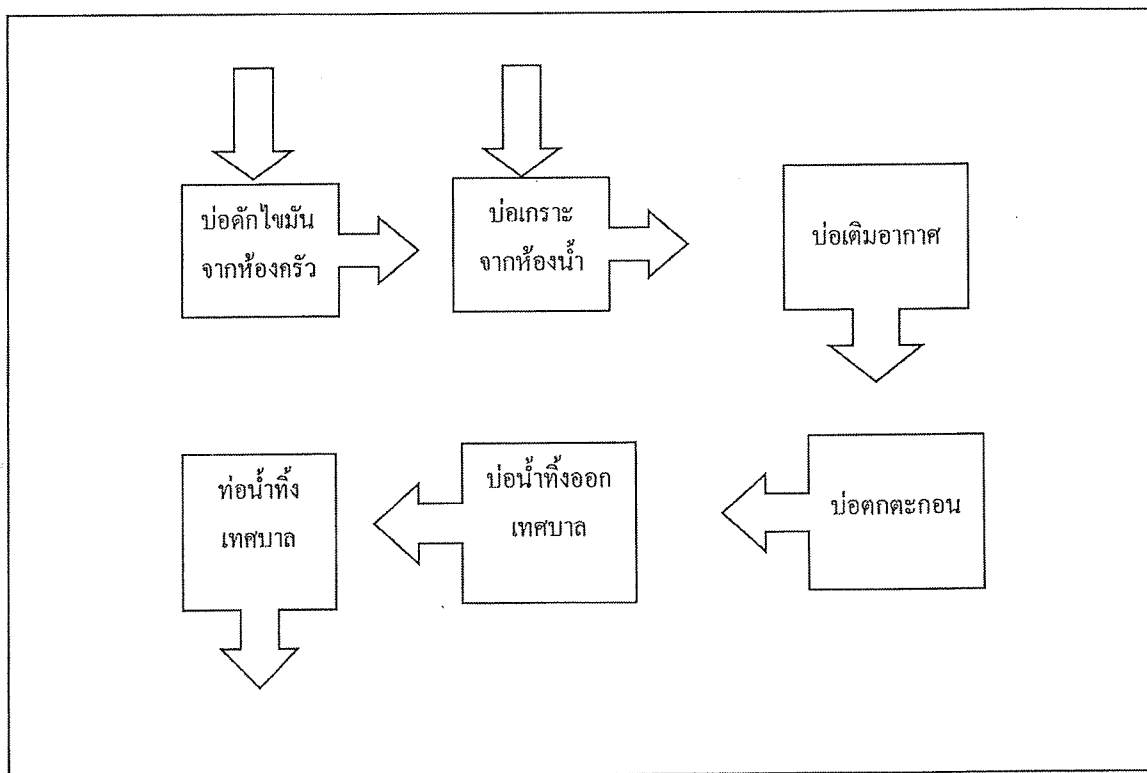 บ่อดักไขมัน
จากห้องครัว
บ่อเกราะ
จากห้องน้ำ
บ่อเติมอากาศ
ท่อน้ำทิ้ง
เทศบาล
บ่อน้ำทิ้งออก
เทศบาล
บ่อตกตะกอน